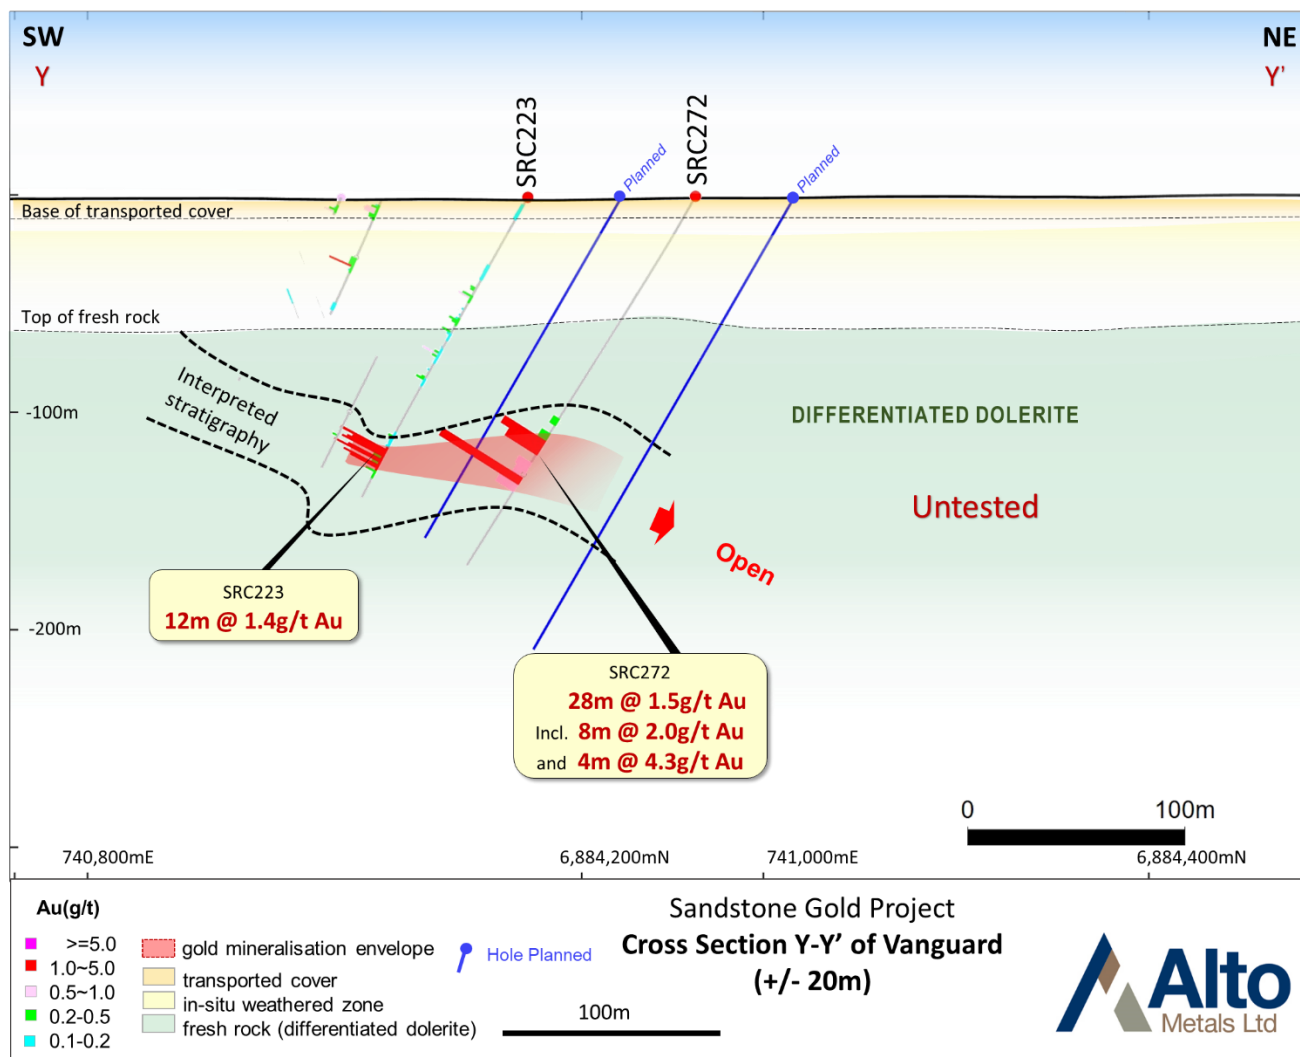 SW
NE
Y
Y'
SRC223
Planned
SRC272
Planned
Base of transported cover
Top of fresh rock
Interpreted
stratigraphy
-100m
DIFFERENTIATED DOLERITE
Untested
Open
SRC223
12m @ 1.4g/t Au
-200m
SRC272
28m @ 1.5g/t Au
Incl. 8m @ 2.0g/t Au
and 4m @ 4.3g/t Au
0
100m
740,800mE
6,884,200mN
741,000mE
6,884,400mN
Au(g/t)
>=5.0
1.0~5.0
0.5~1.0
0.2-0.5
0.1-0.2
gold mineralisation envelope
transported cover
in-situ weathered zone
fresh rock (differentiated dolerite)
Hole Planned
100m
Sandstone Gold Project
Cross Section Y-Y' of Vanguard
(+/- 20m)
Alto
Metals Ltd